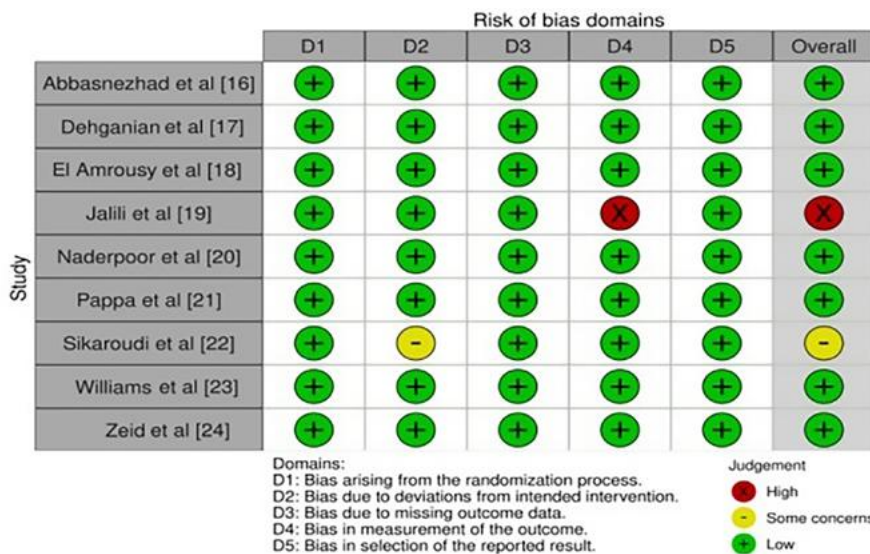 Risk of bias domains
D1 D2 D3 D4 D5 Overall
Study
Abbasnezhad et al [16] + + + + + +
Dehganian et al [17] + + + + + +
El Amrousy et al [18] + + + + + +
Jalili et al [19] + + + X + X
Naderpoor et al [20] + + + + + +
Pappa et al [21] + + + + + +
Sikaroudi et al [22] + - + + + -
Williams et al [23] + + + + + +
Zeid et al [24] + + + + + +
Domains:
D1: Bias arising from the randomization process.
D2: Bias due to deviations from intended intervention.
D3: Bias due to missing outcome data.
D4: Bias in measurement of the outcome.
D5: Bias in selection of the reported result.
Judgement
X High
- Some concerns
+ Low